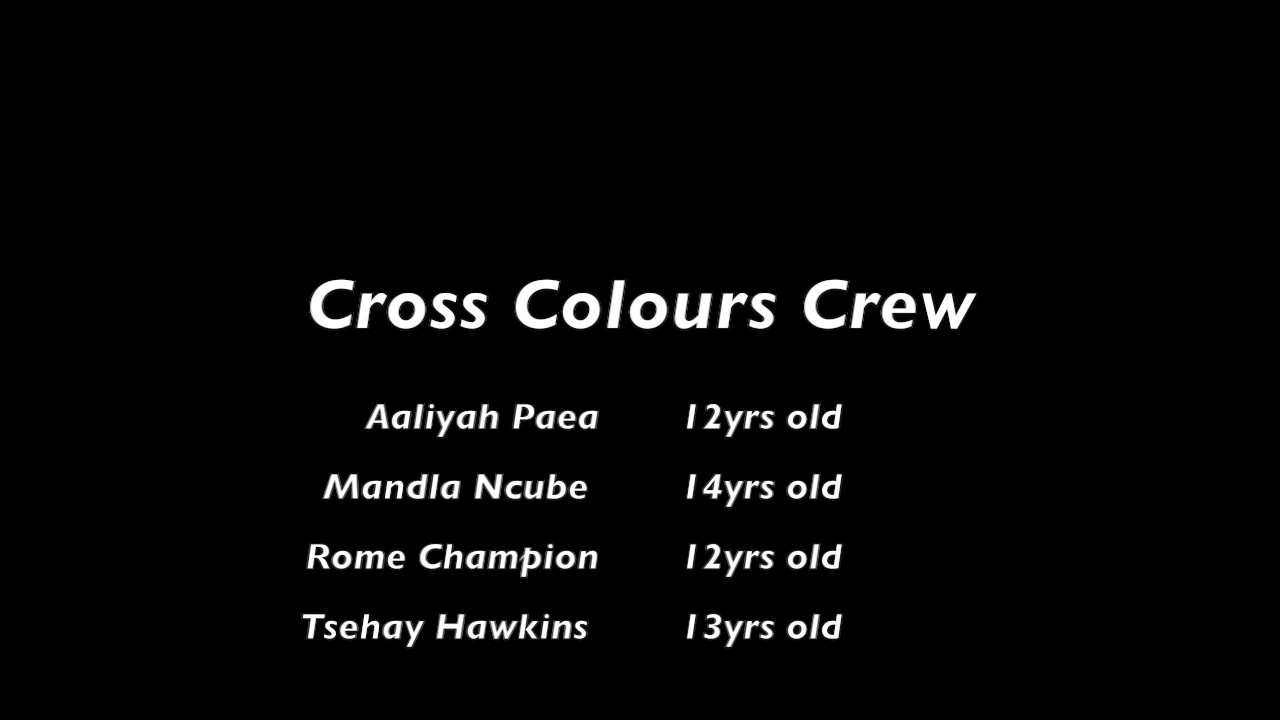 Cross Colours Crew
Aaliyah Paea 12yrs old
Mandla Ncube 14yrs old
Rome Champion 12yrs old
Tsehay Hawkins 13yrs old